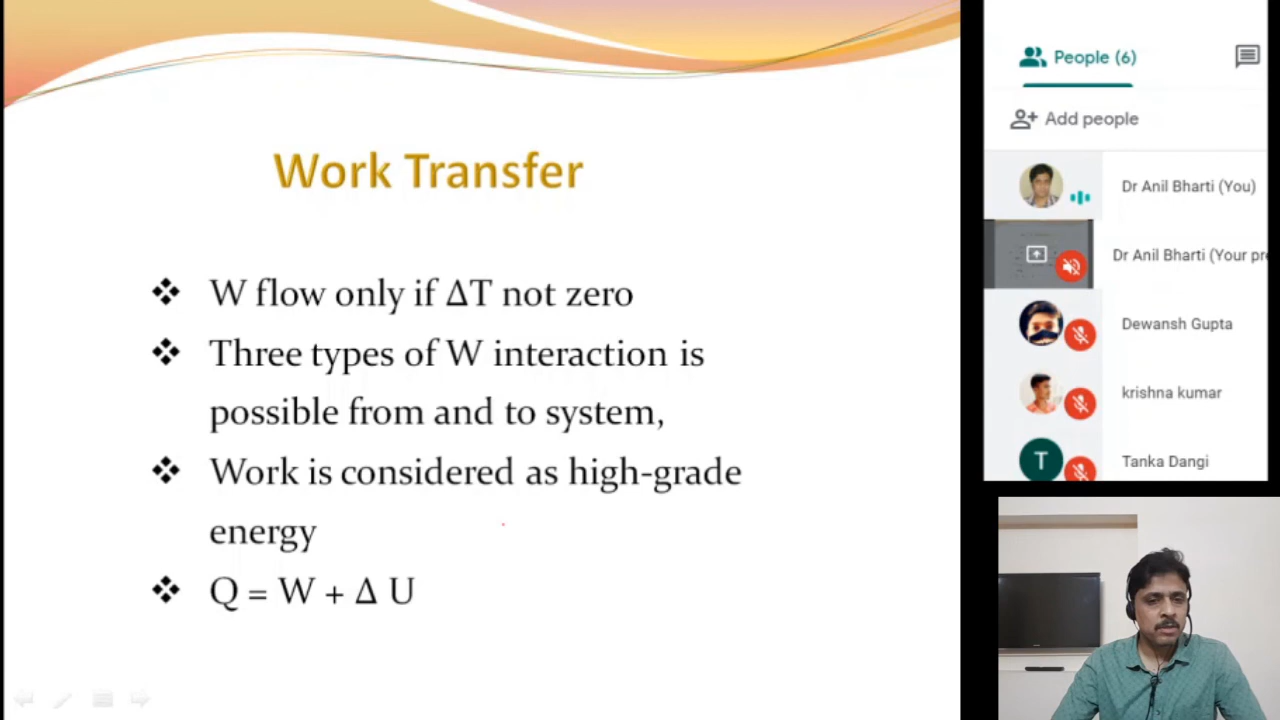 Work Transfer
❖ W flow only if ΔT not zero
❖ Three types of W interaction is
possible from and to system,
❖ Work is considered as high-grade
energy
❖ Q = W + Δ U
People (6)
Add people
Dr Anil Bharti (You)
Dr Anil Bharti (Your pre
Dewansh Gupta
krishna kumar
T
Tanka Dangi